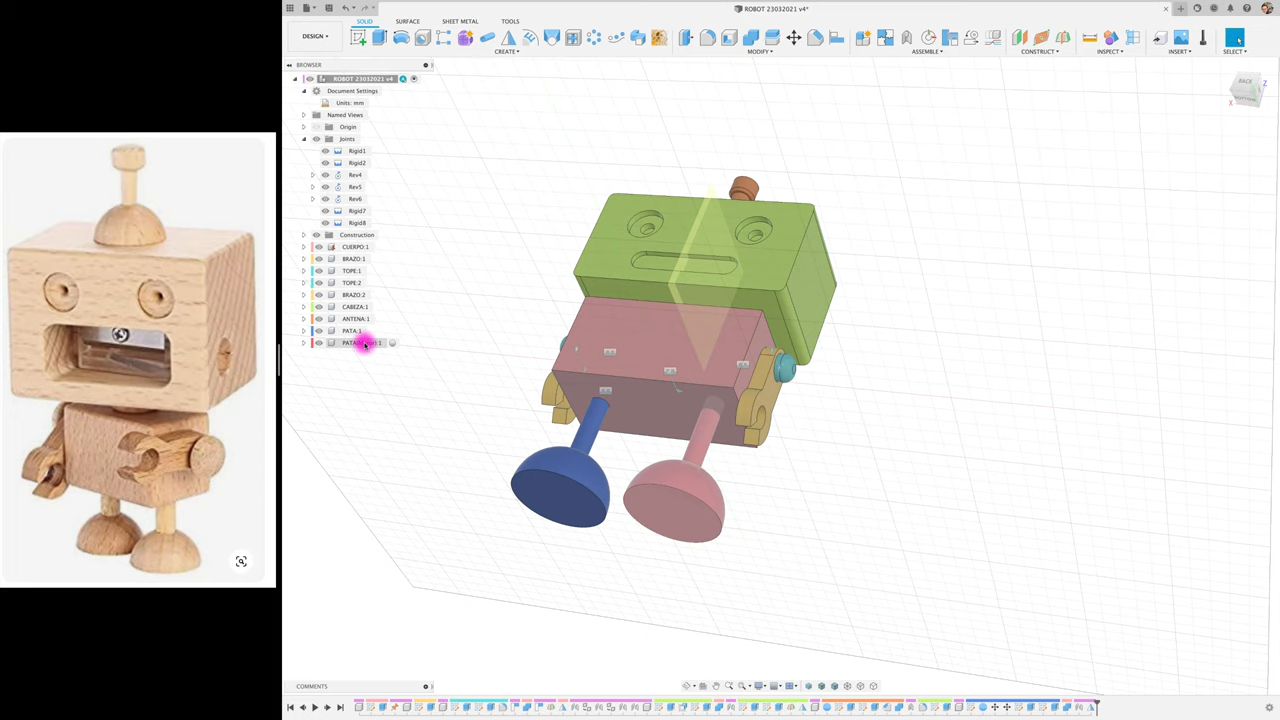 ROBOT 23032021 v4*
SOLID SURFACE SHEET METAL TOOLS
DESIGN
CREATE MODIFY ASSEMBLE CONSTRUCT INSPECT INSERT SELECT
BROWSER
BACK
Z
X
ROBOT 23032021 v4
Document Settings
Units: mm
Named Views
Origin
Joints
Rigid1
Rigid2
Rev4
Rev5
Rev6
Rigid7
Rigid8
Construction
CUERPO:1
BRAZO:1
TOPE:1
TOPE:2
BRAZO:2
CABEZA:1
ANTENA:1
PATA:1
COMMENTS